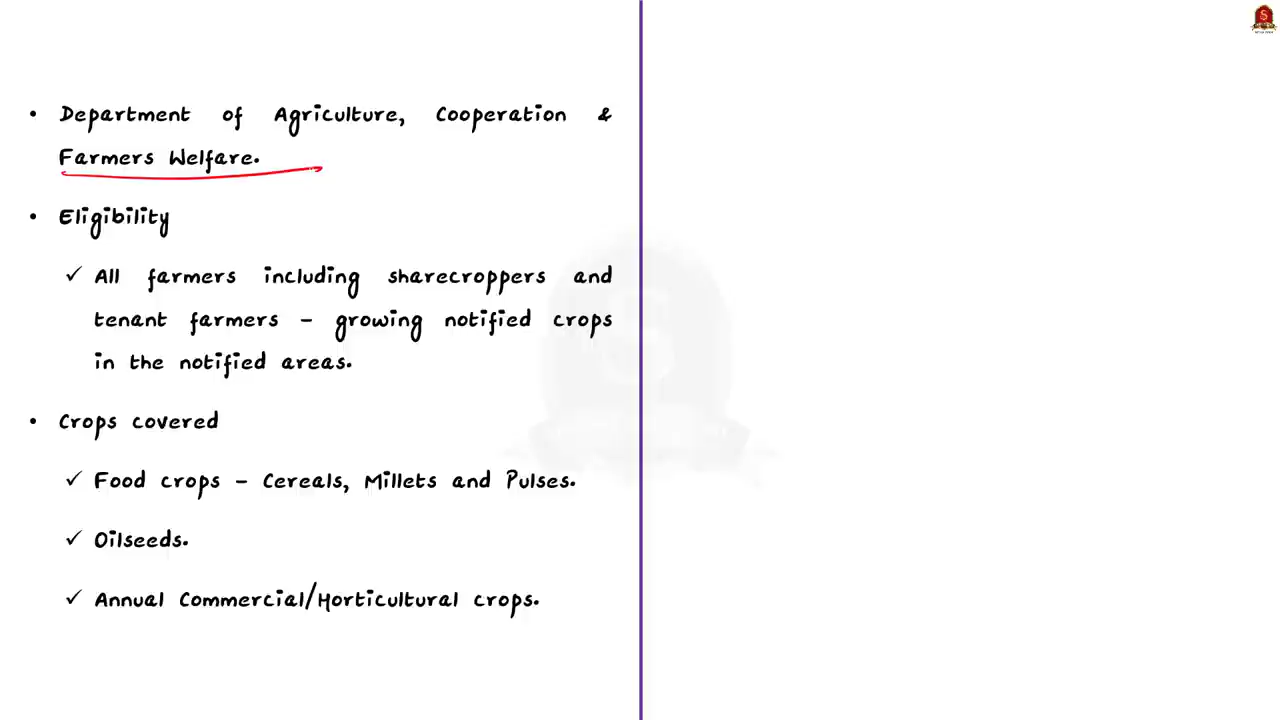 • Department of Agriculture, Cooperation &
Farmers Welfare.
• Eligibility
✓ All farmers including sharecroppers and
tenant farmers – growing notified crops
in the notified areas.
• Crops covered
✓ Food crops – Cereals, Millets and Pulses.
✓ Oilseeds.
✓ Annual Commercial/Horticultural crops.